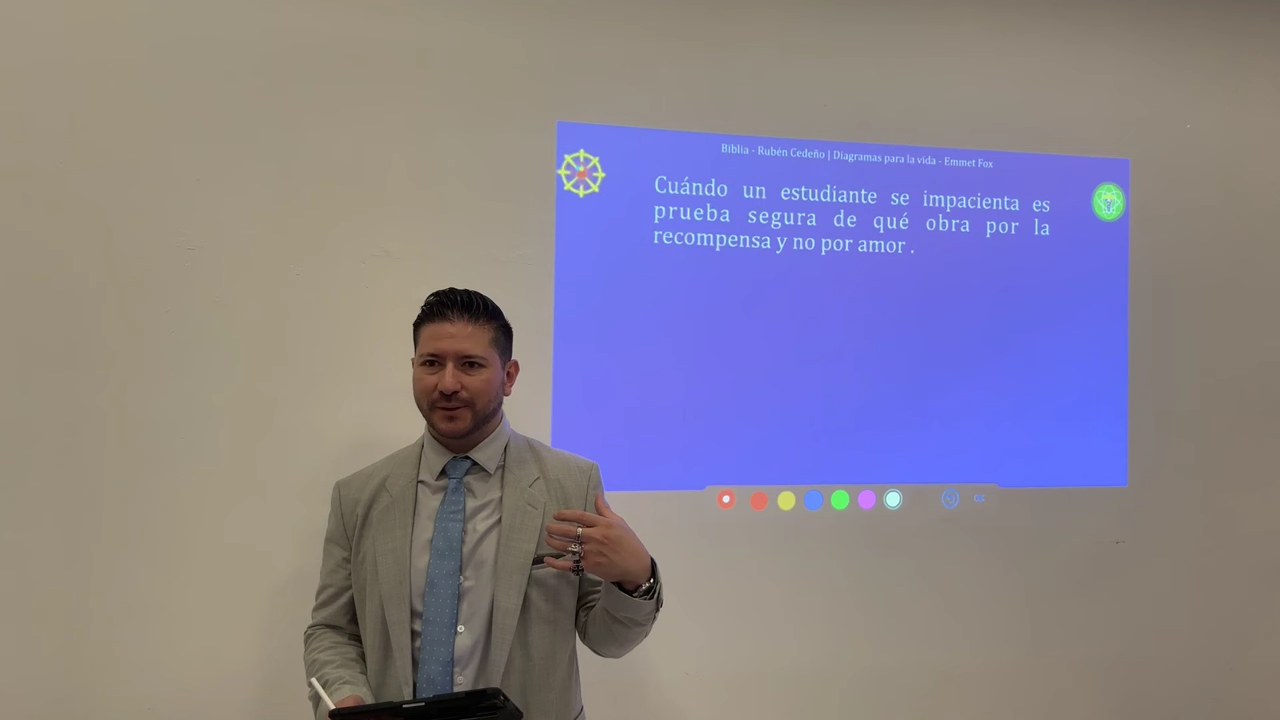 Biblia - Rubén Cedeño | Diagramas para la vida - Emmet Fox
Cuándo un estudiante se impacienta es
prueba segura de qué obra por la
recompensa y no por amor .